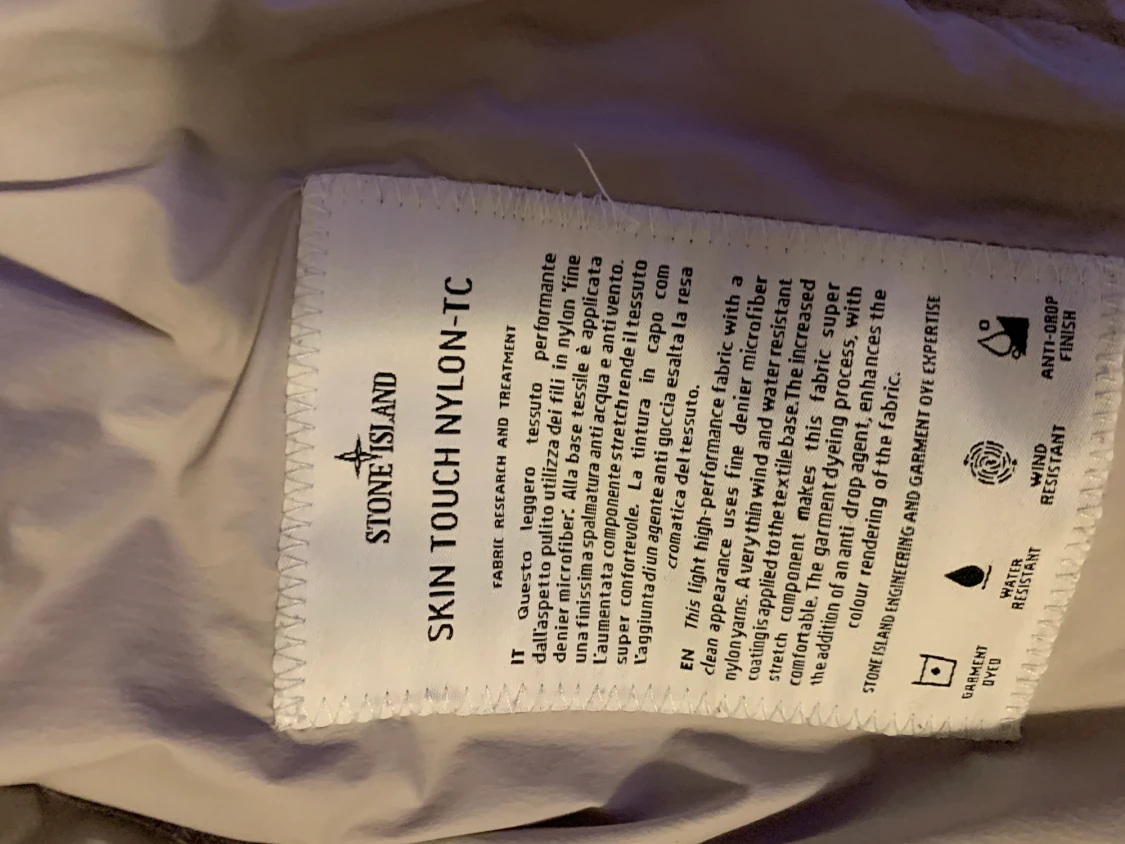 STONE ISLAND
SKIN TOUCH NYLON-TC
FABRIC RESEARCH AND TREATMENT
IT Questo leggero tessuto performante
dall'aspetto pulito utilizza dei fili in nylon 'fine
denier microfiber'. Alla base tessile è applicata
una finissima spalmatura anti acqua e anti vento.
L'aumentata componente stretch rende il tessuto
super confortevole. La tintura in capo com
l'aggiunta di un agente anti goccia esalta la resa
cromatica del tessuto.
EN This light high-performance fabric with a
clean appearance uses fine denier microfiber
nylon yarns. A very thin wind and water resistant
coating is applied to the textile base. The increased
stretch component makes this fabric super
comfortable. The garment dyeing process, with
the addition of an anti-drop agent, enhances the
colour rendering of the fabric.
STONE ISLAND ENGINEERING AND GARMENT DYE EXPERTISE
GARMENT
DYED
WATER
RESISTANT
WIND
RESISTANT
ANTI-DROP
FINISH